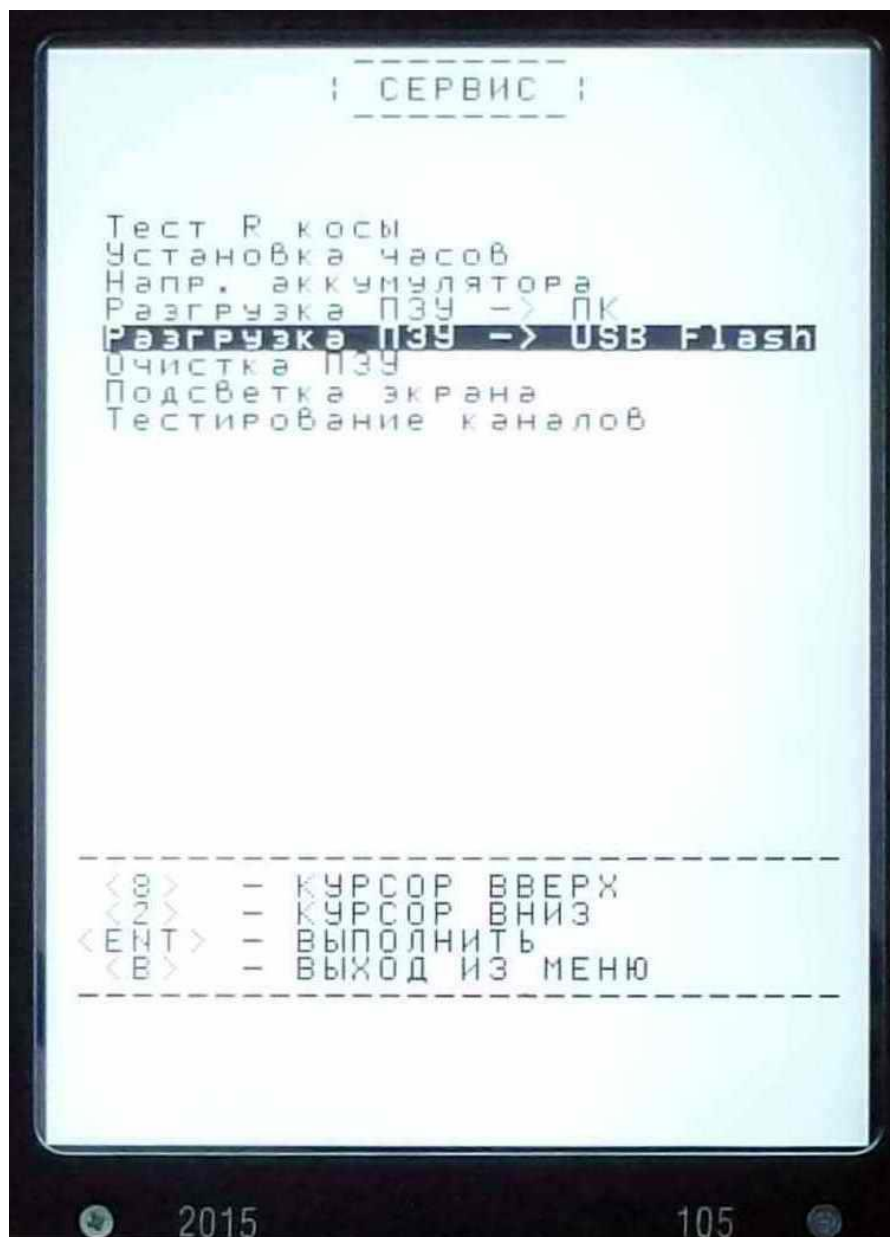 ¦ СЕРВИС ¦
Тест R косы
Установка часов
Напр. аккумулятора
Разгрузка ПЗУ -> ПК
Разгрузка ПЗУ -> USB Flash
Очистка ПЗУ
Подсветка экрана
Тестирование каналов
<8> - КУРСОР ВВЕРХ
<2> - КУРСОР ВНИЗ
<ENT> - ВЫПОЛНИТЬ
<B> - ВЫХОД ИЗ МЕНЮ
2015 105